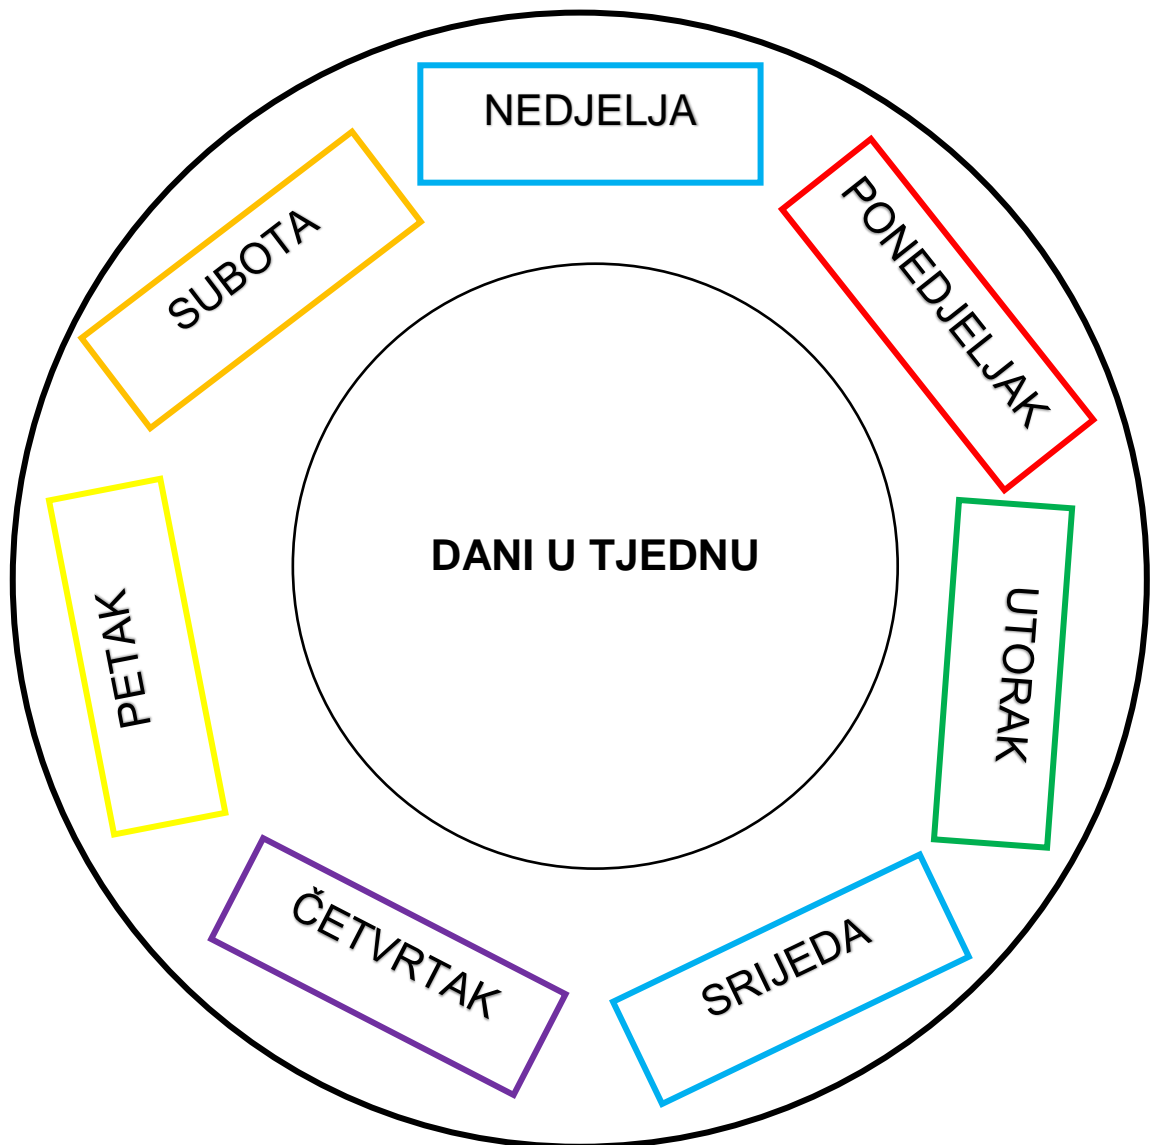 NEDJELJA
PONEDJELJAK
UTORAK
SRIJEDA
ČETVRTAK
PETAK
SUBOTA
DANI U TJEDNU